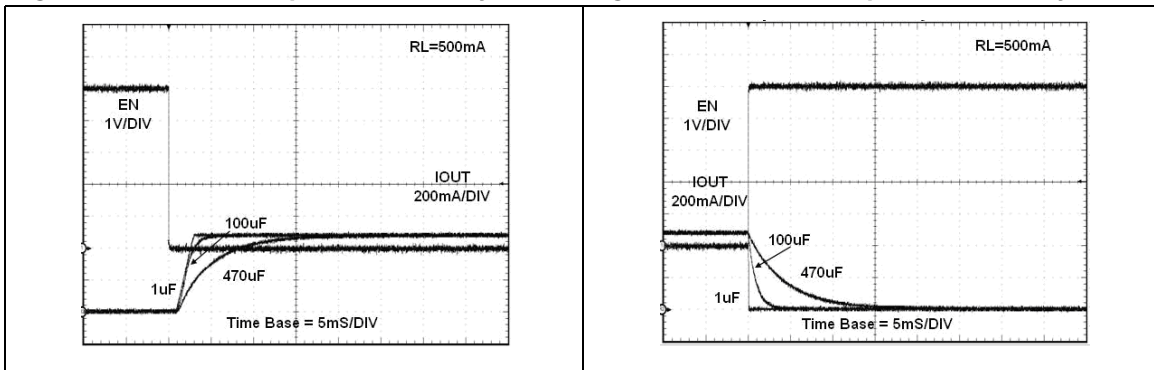 RL=500mA
EN
1V/DIV
IOUT
200mA/DIV
100uF
1uF
470uF
Time Base = 5mS/DIV
RL=500mA
EN
1V/DIV
IOUT
200mA/DIV
100uF
470uF
1uF
Time Base = 5mS/DIV